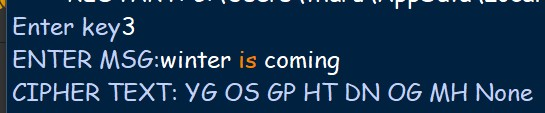 Enter key3
ENTER MSG:winter is coming
CIPHER TEXT: YG OS GP HT DN OG MH None